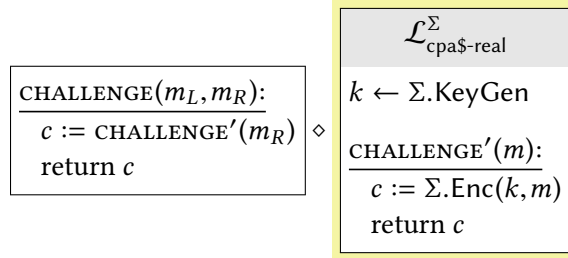 CHALLENGE(m_L, m_R):
c := CHALLENGE′(m_R)
return c
⋄
𝓛^Σ_cpa$-real
k ← Σ.KeyGen
CHALLENGE′(m):
c := Σ.Enc(k, m)
return c